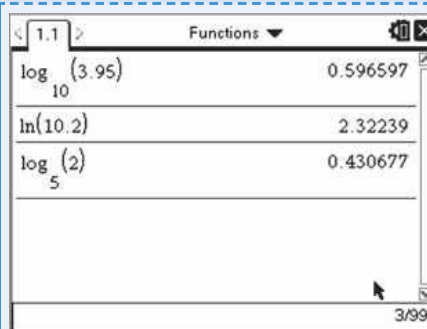 1.1 Functions
log₁₀(3.95) 0.596597
ln(10.2) 2.32239
log₅(2) 0.430677
3/99